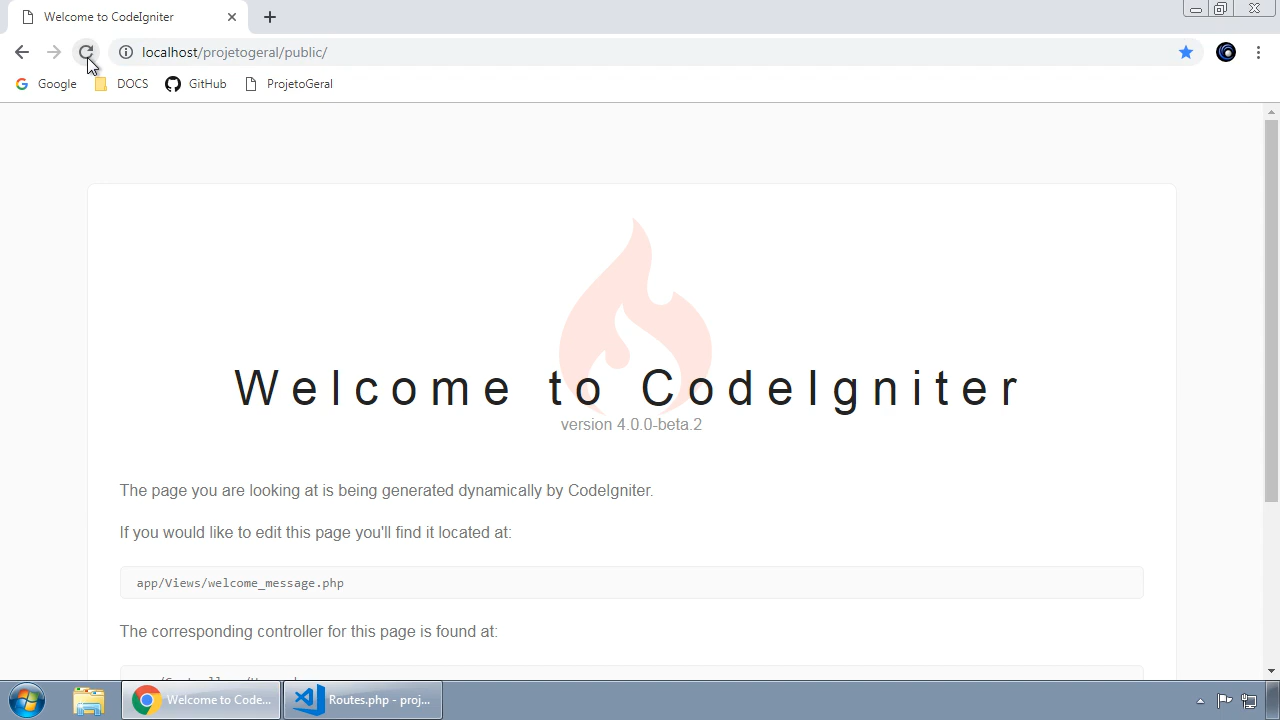 Welcome to CodeIgniter
localhost/projetogeral/public/
Google DOCS GitHub ProjetoGeral
Welcome to CodeIgniter
version 4.0.0-beta.2
The page you are looking at is being generated dynamically by CodeIgniter.
If you would like to edit this page you'll find it located at:
app/Views/welcome_message.php
The corresponding controller for this page is found at:
Welcome to Code... Routes.php - proj...